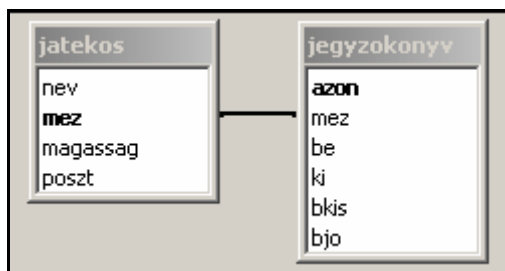 jatekos
nev
mez
magassag
poszt
jegyzokonyv
azon
mez
be
ki
bkis
bjo